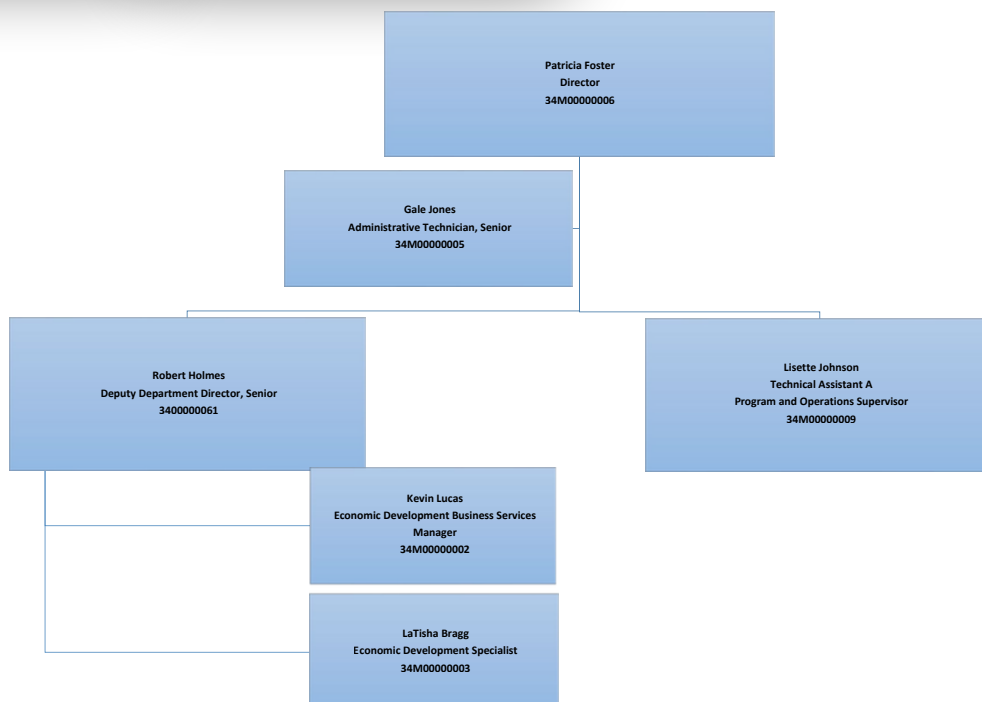 Patricia Foster
Director
34M00000006
Gale Jones
Administrative Technician, Senior
34M00000005
Robert Holmes
Deputy Department Director, Senior
3400000061
Lisette Johnson
Technical Assistant A
Program and Operations Supervisor
34M00000009
Kevin Lucas
Economic Development Business Services
Manager
34M00000002
LaTisha Bragg
Economic Development Specialist
34M00000003